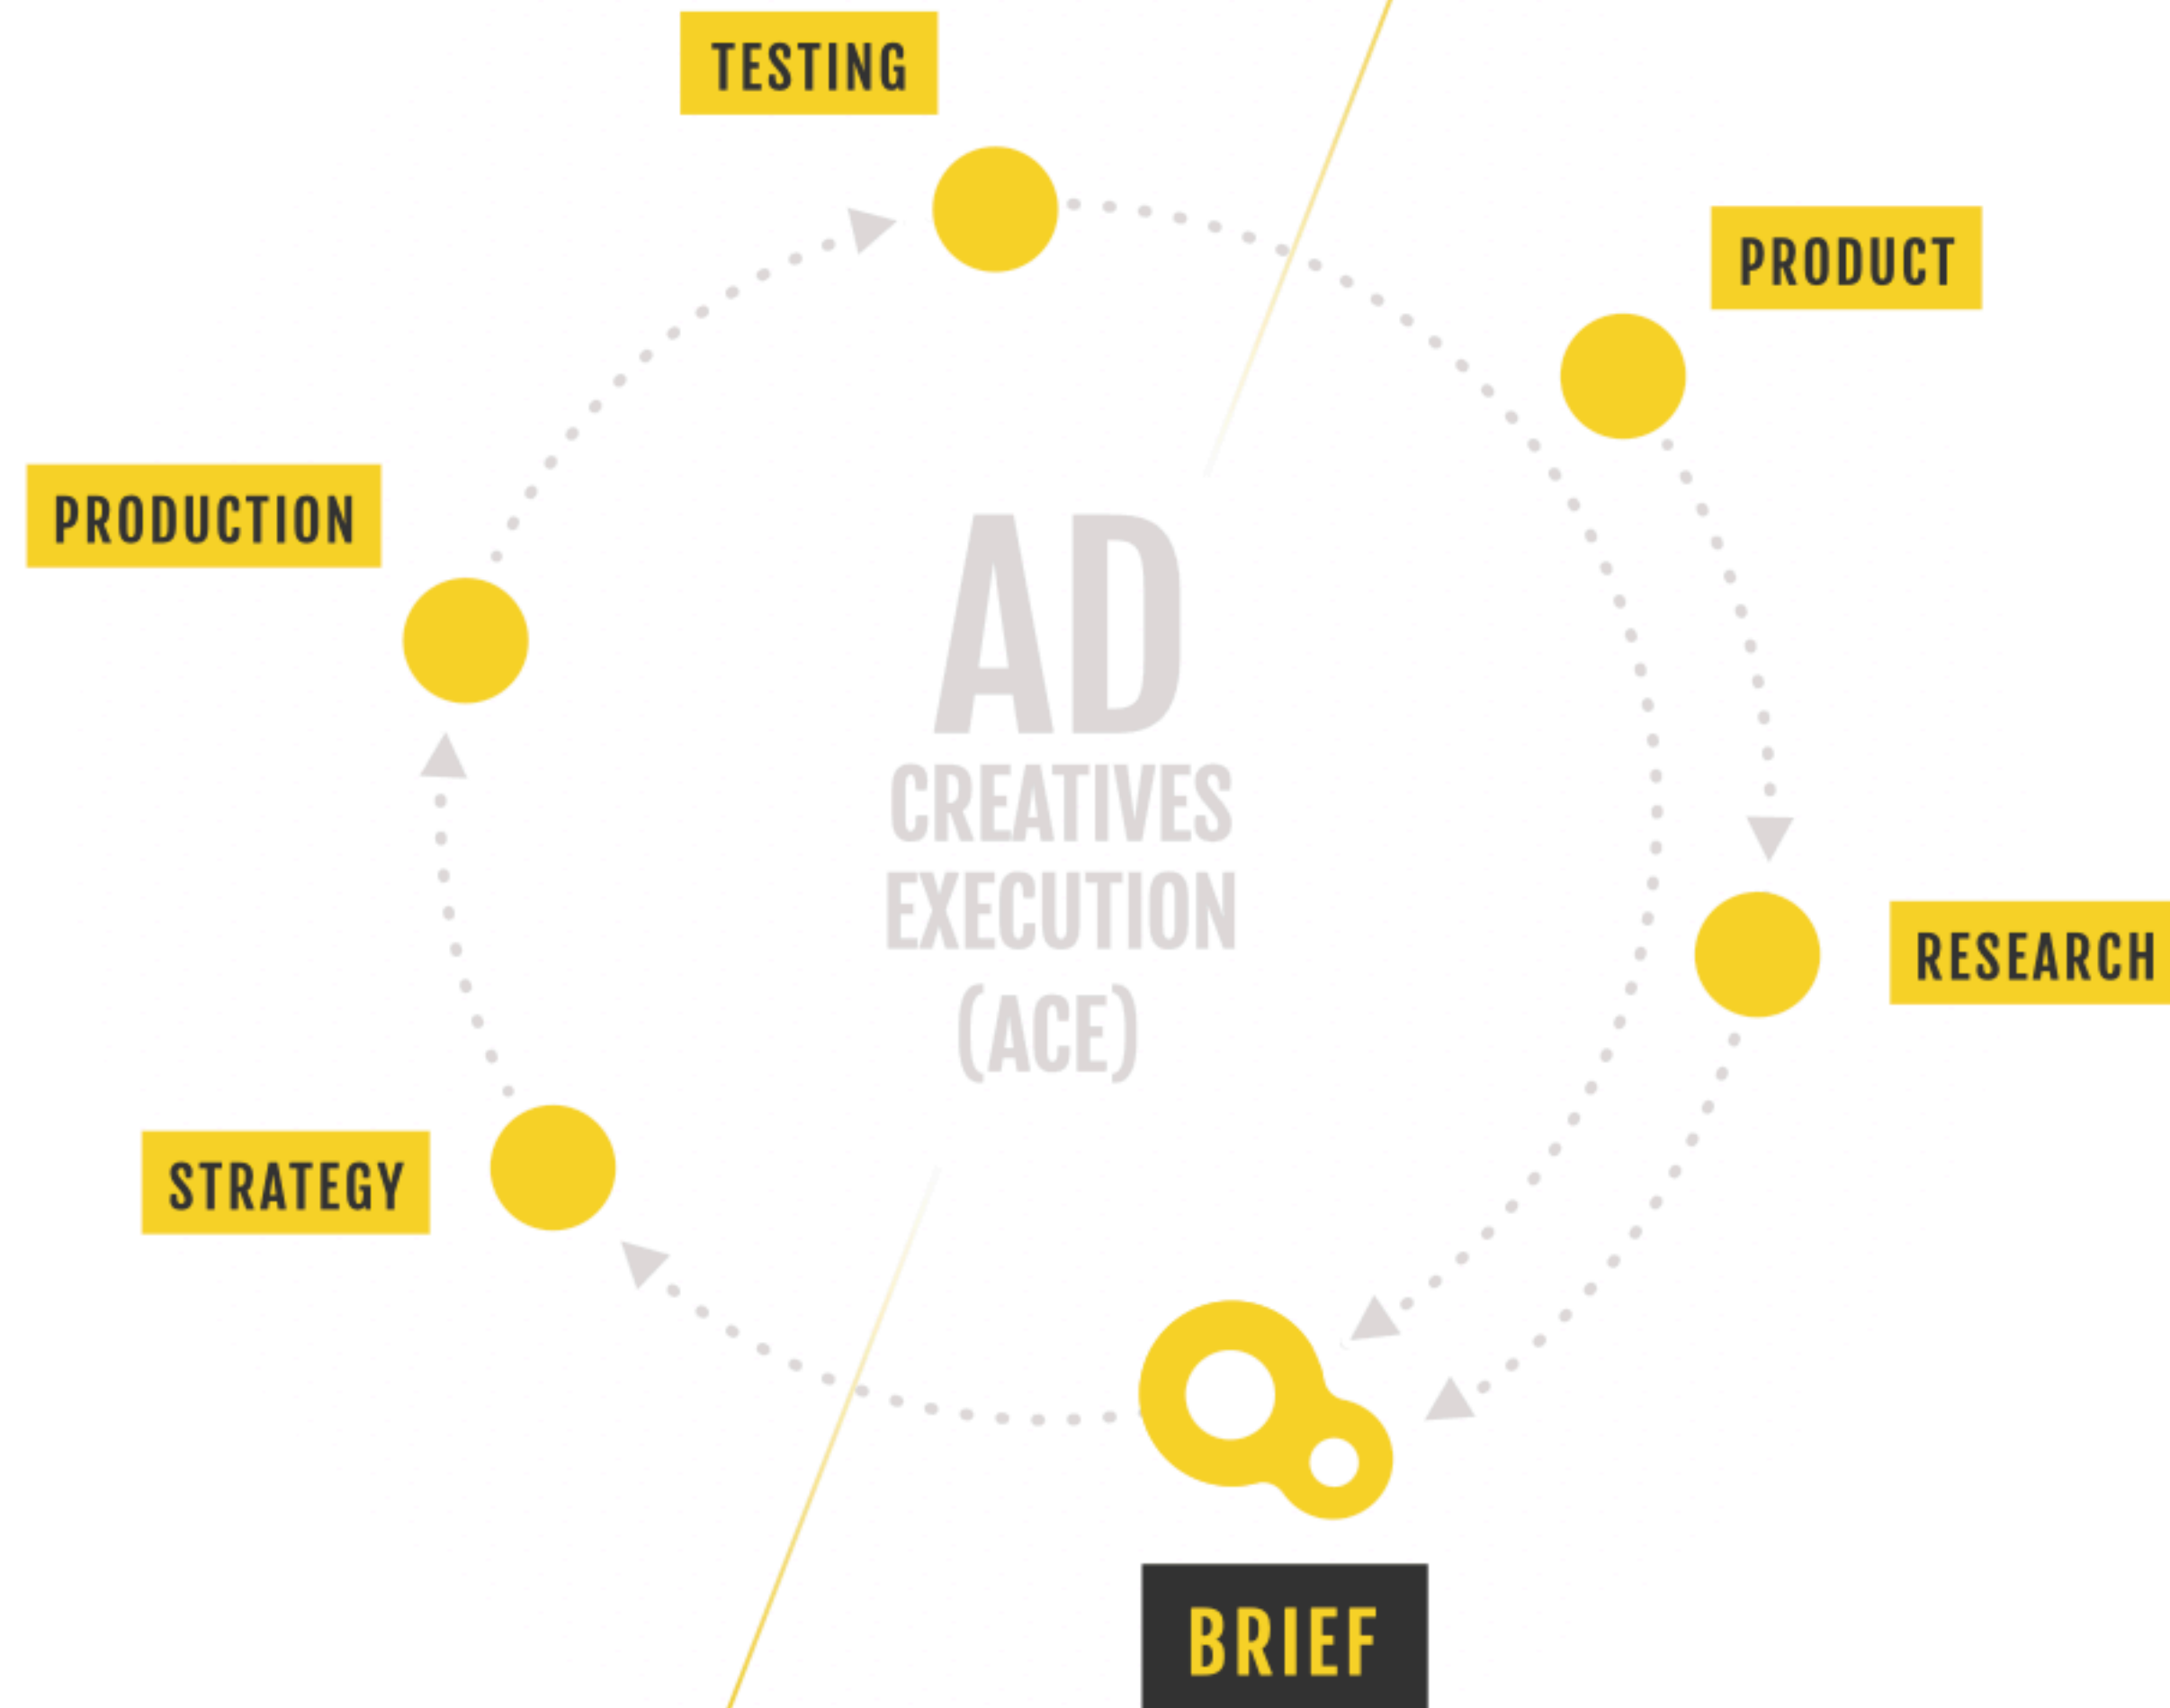 TESTING
PRODUCT
PRODUCTION
AD
CREATIVES
EXECUTION
(ACE)
RESEARCH
STRATEGY
BRIEF